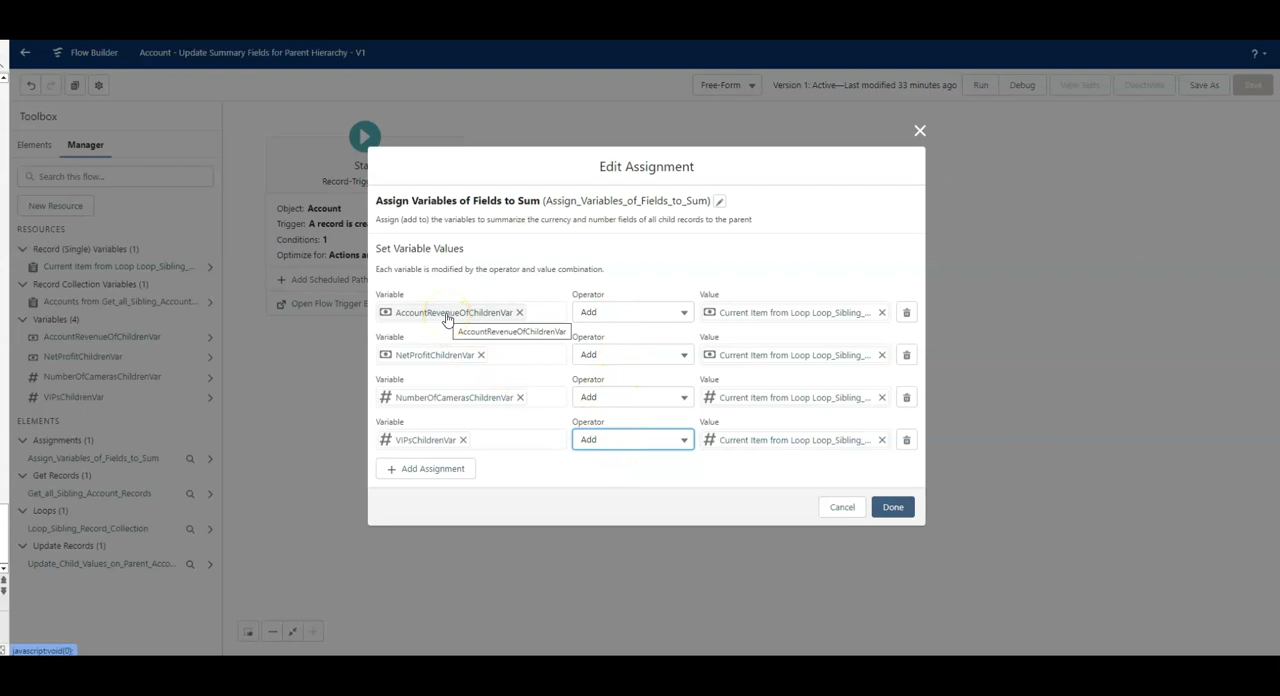 Flow Builder
Account - Update Summary Fields for Parent Hierarchy - V1
?
Free-Form
Version 1: Active—Last modified 33 minutes ago
Run
Debug
View Tests
Deactivate
Save As
Save
Toolbox
Elements
Manager
Search this flow...
New Resource
RESOURCES
Record (Single) Variables (1)
Current Item from Loop Loop_Sibling_...
Record Collection Variables (1)
Accounts from Get_all_Sibling_Account...
Variables (4)
AccountRevenueOfChildrenVar
NetProfitChildrenVar
NumberOfCamerasChildrenVar
VIPsChildrenVar
ELEMENTS
Assignments (1)
Assign_Variables_of_Fields_to_Sum
Get Records (1)
Get_all_Sibling_Account_Records
Loops (1)
Loop_Sibling_Record_Collection
Update Records (1)
Update_Child_Values_on_Parent_Acco...
Sta
Record-Trig
Object: Account
Trigger: A record is crea
Conditions: 1
Optimize for: Actions a
Add Scheduled Path
Open Flow Trigger E
Edit Assignment
Assign Variables of Fields to Sum (Assign_Variables_of_Fields_to_Sum)
Assign (add to) the variables to summarize the currency and number fields of all child records to the parent
Set Variable Values
Each variable is modified by the operator and value combination.
Variable Operator Value
AccountRevenueOfChildrenVar Add Current Item from Loop Loop_Sibling_...
AccountRevenueOfChildrenVar
Variable Operator Value
NetProfitChildrenVar Add Current Item from Loop Loop_Sibling_...
Variable Operator Value
NumberOfCamerasChildrenVar Add Current Item from Loop Loop_Sibling_...
Variable Operator Value
VIPsChildrenVar Add Current Item from Loop Loop_Sibling_...
Add Assignment
Cancel
Done
javascript:void(0);